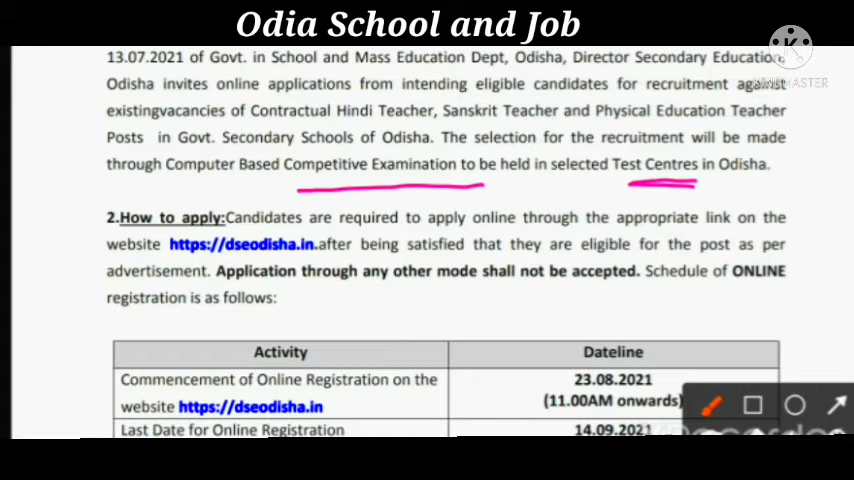 Odia School and Job
13.07.2021 of Govt. in School and Mass Education Dept, Odisha, Director Secondary Education,
Odisha invites online applications from intending eligible candidates for recruitment against
existingvacancies of Contractual Hindi Teacher, Sanskrit Teacher and Physical Education Teacher
Posts in Govt. Secondary Schools of Odisha. The selection for the recruitment will be made
through Computer Based Competitive Examination to be held in selected Test Centres in Odisha.
2.How to apply:Candidates are required to apply online through the appropriate link on the
website https://dseodisha.in.after being satisfied that they are eligible for the post as per
advertisement. Application through any other mode shall not be accepted. Schedule of ONLINE
registration is as follows:
Activity Dateline
Commencement of Online Registration on the 23.08.2021
website https://dseodisha.in (11.00AM onwards)
Last Date for Online Registration 14.09.2021